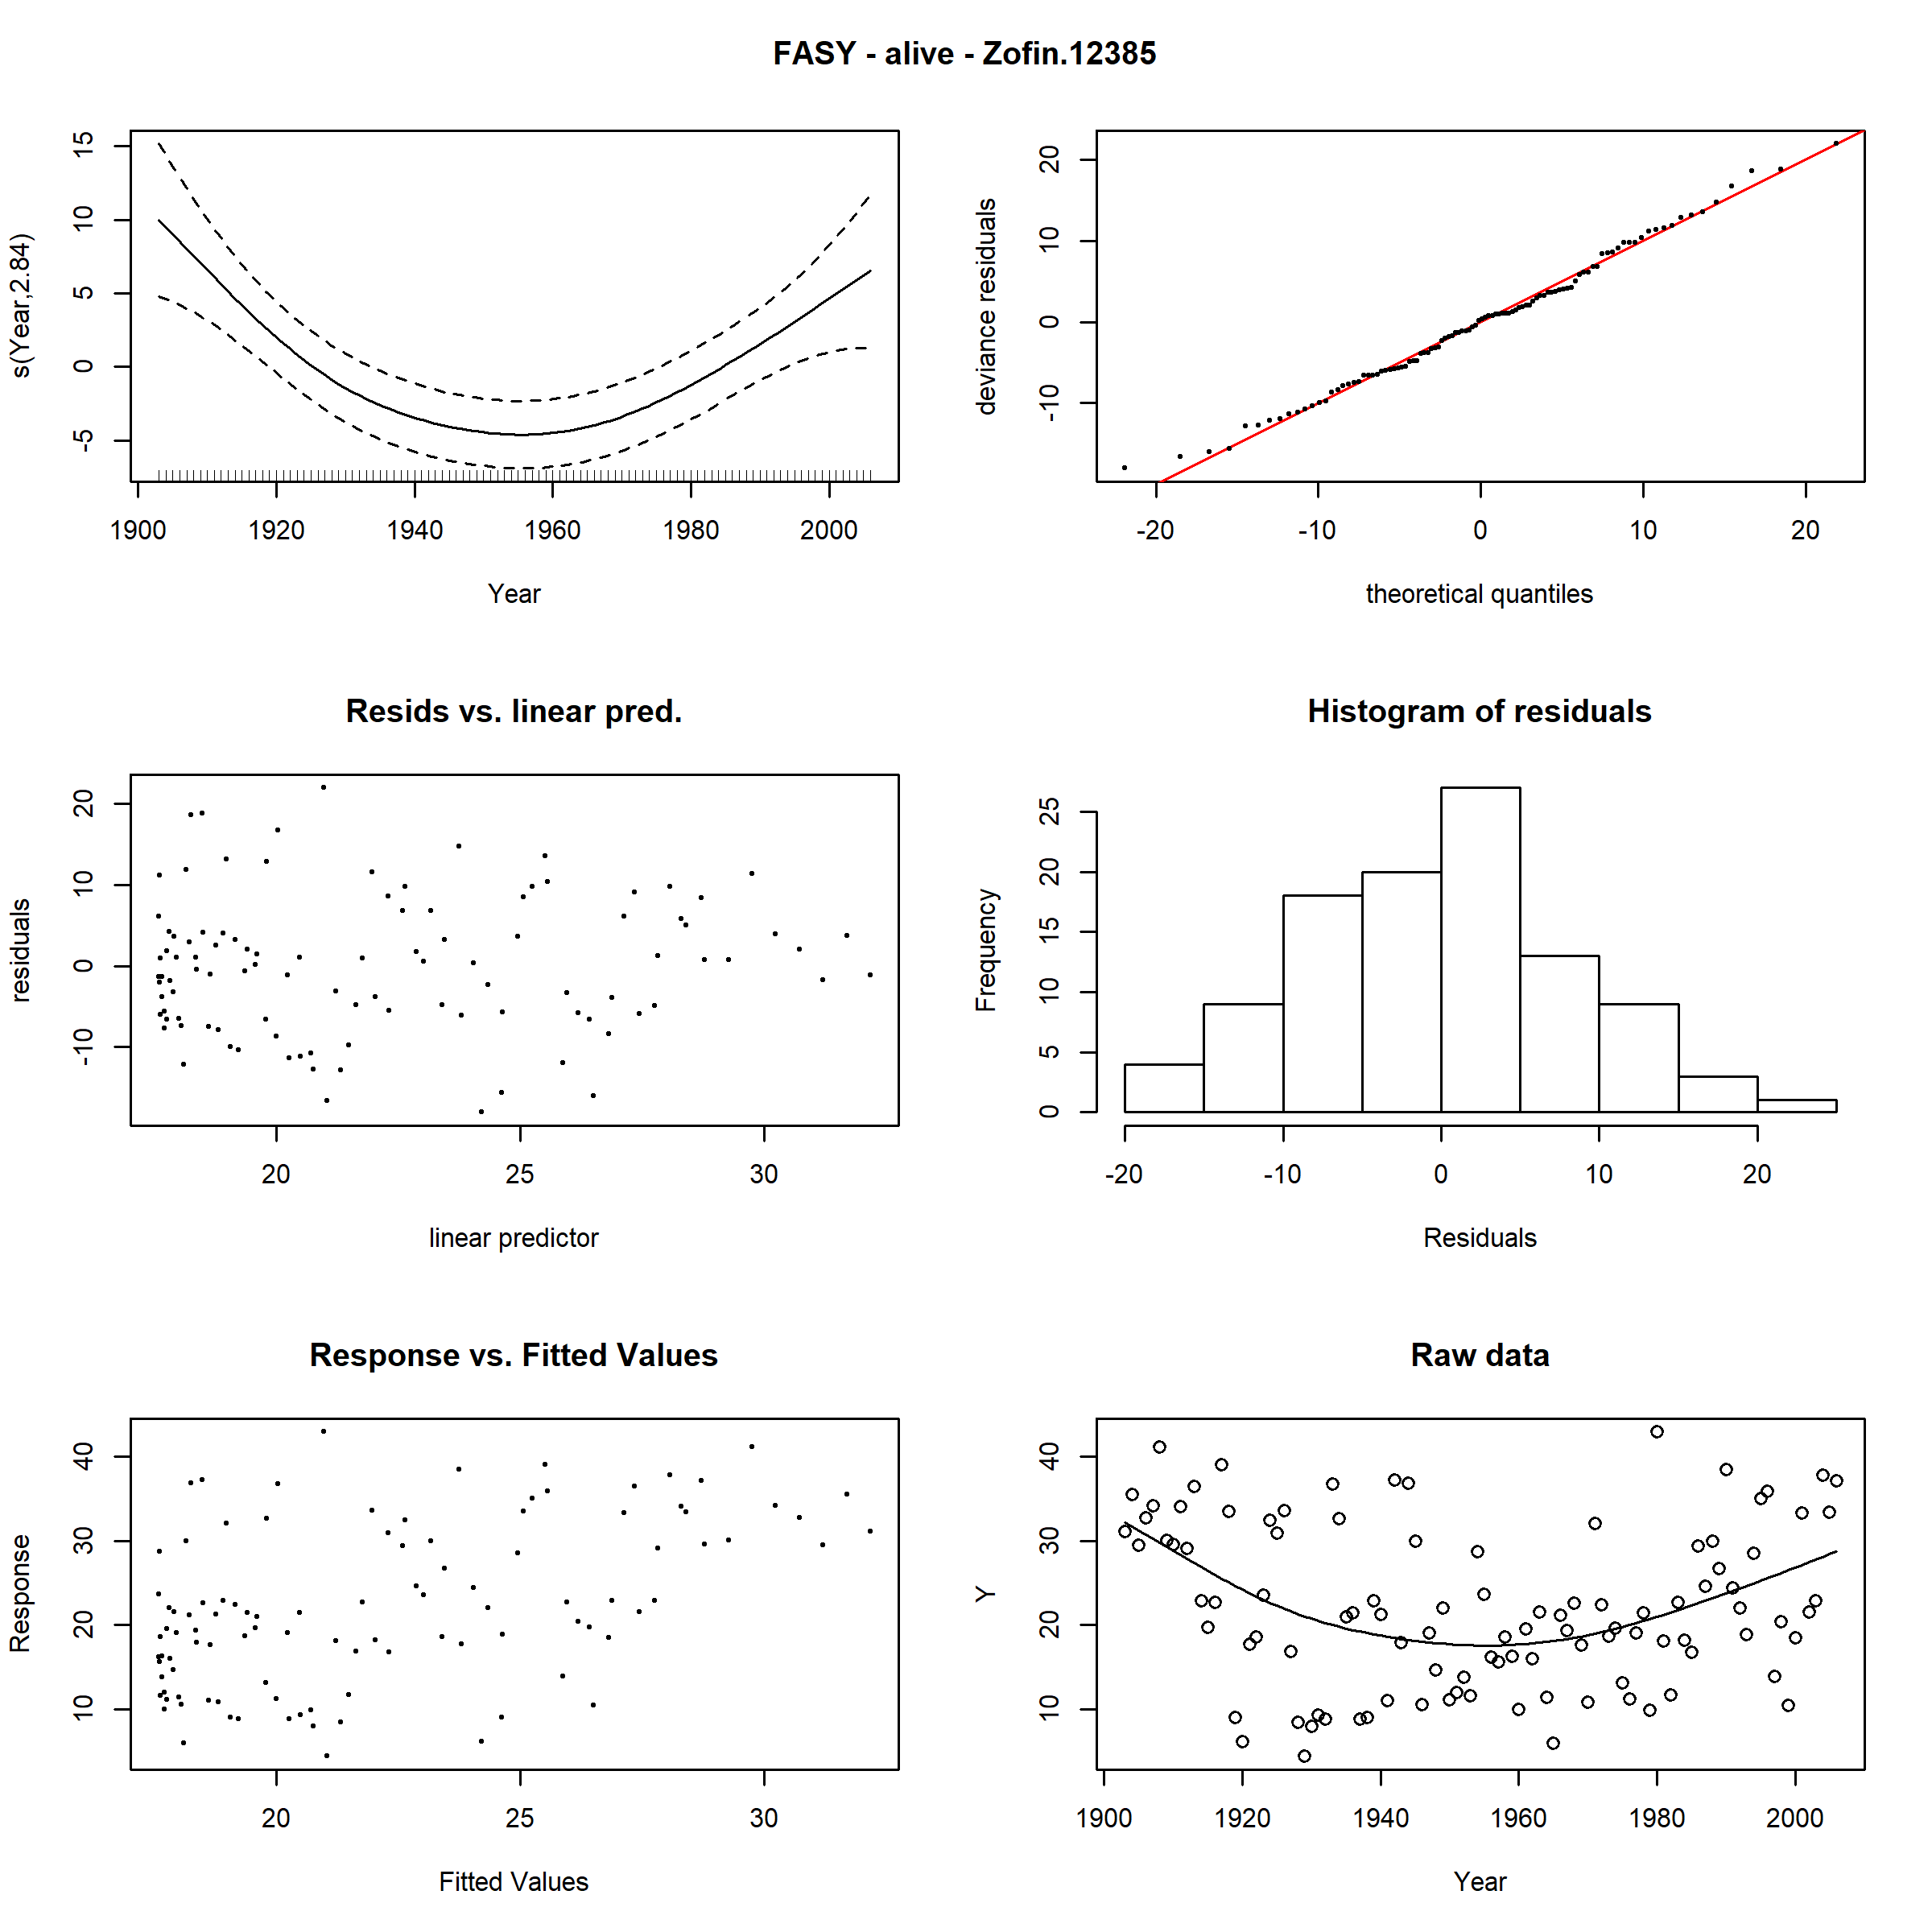 FASY - alive - Zofin.12385
s(Year,2.84)
15
10
5
0
-5
1900 1920 1940 1960 1980 2000
Year
deviance residuals
20
10
0
-10
-20 -10 0 10 20
theoretical quantiles
Resids vs. linear pred.
residuals
20
10
0
-10
20 25 30
linear predictor
Histogram of residuals
Frequency
25
20
15
10
5
0
-20 -10 0 10 20
Residuals
Response vs. Fitted Values
Response
40
30
20
10
20 25 30
Fitted Values
Raw data
Y
40
30
20
10
1900 1920 1940 1960 1980 2000
Year